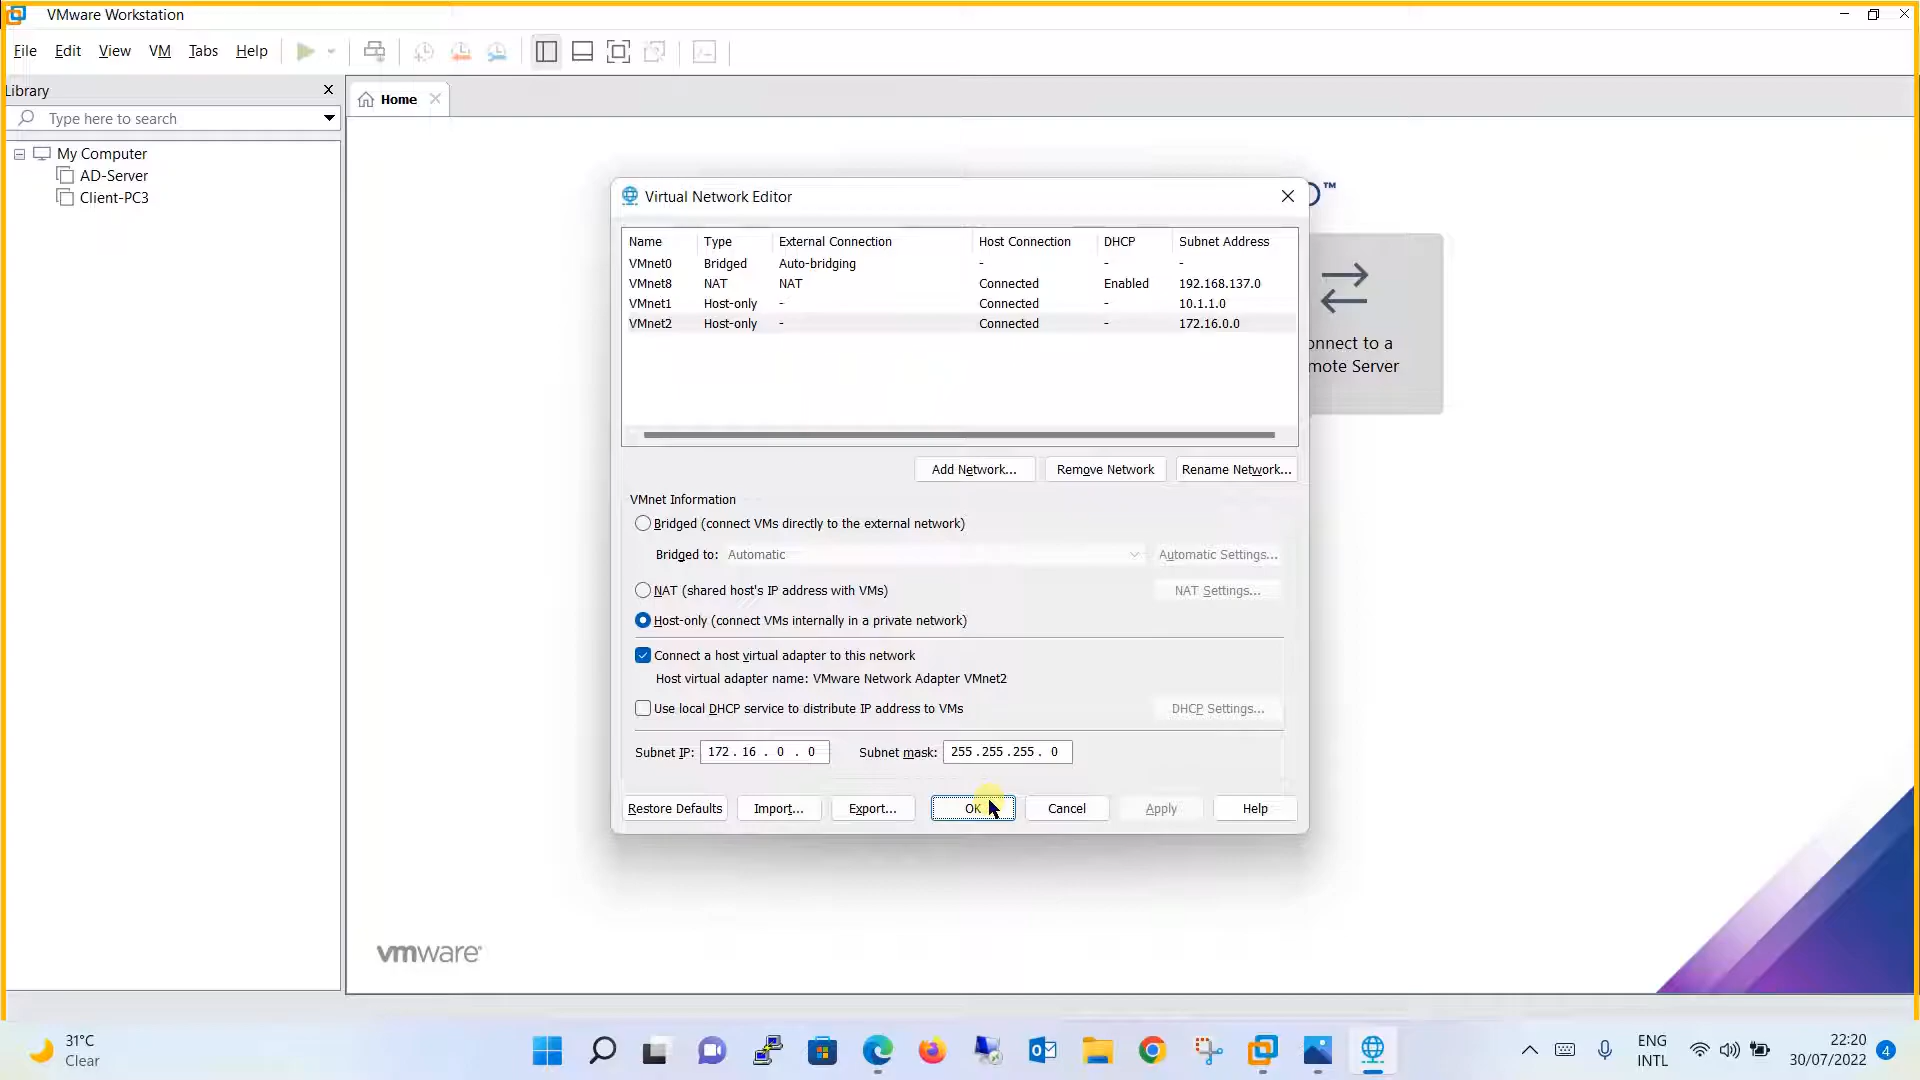 VMware Workstation
File Edit View VM Tabs Help
Library
Type here to search
My Computer
AD-Server
Client-PC3
Home
™
Virtual Network Editor
Name Type External Connection Host Connection DHCP Subnet Address
VMnet0 Bridged Auto-bridging - - -
VMnet8 NAT NAT Connected Enabled 192.168.137.0
VMnet1 Host-only - Connected - 10.1.1.0
VMnet2 Host-only - Connected - 172.16.0.0
onnect to a
mote Server
Add Network... Remove Network Rename Network...
VMnet Information
Bridged (connect VMs directly to the external network)
Bridged to: Automatic Automatic Settings...
NAT (shared host's IP address with VMs) NAT Settings...
Host-only (connect VMs internally in a private network)
Connect a host virtual adapter to this network
Host virtual adapter name: VMware Network Adapter VMnet2
Use local DHCP service to distribute IP address to VMs DHCP Settings...
Subnet IP: 172 . 16 . 0 . 0 Subnet mask: 255 . 255 . 255 . 0
Restore Defaults Import... Export... OK Cancel Apply Help
vmware®
31°C
Clear
ENG
INTL
22:20
30/07/2022
4